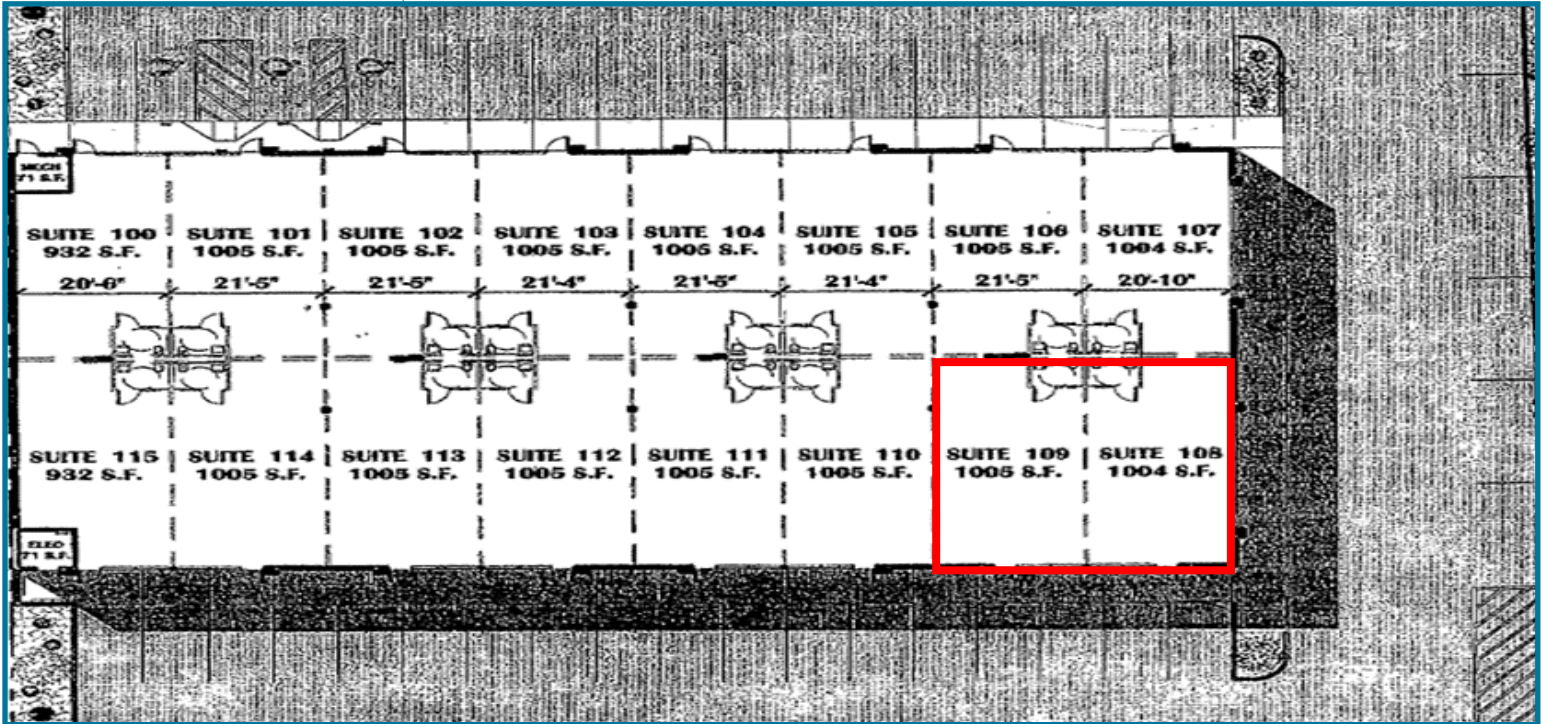 MECH
71 S.F.
SUITE 100
932 S.F.
SUITE 101
1005 S.F.
SUITE 102
1005 S.F.
SUITE 103
1005 S.F.
SUITE 104
1005 S.F.
SUITE 105
1005 S.F.
SUITE 106
1005 S.F.
SUITE 107
1004 S.F.
20'-6" 21'-5" 21'-5" 21'-4" 21'-5" 21'-4" 21'-5" 20'-10"
SUITE 115
932 S.F.
SUITE 114
1005 S.F.
SUITE 113
1005 S.F.
SUITE 112
1005 S.F.
SUITE 111
1005 S.F.
SUITE 110
1005 S.F.
SUITE 109
1005 S.F.
SUITE 108
1004 S.F.
ELEC
71 S.F.